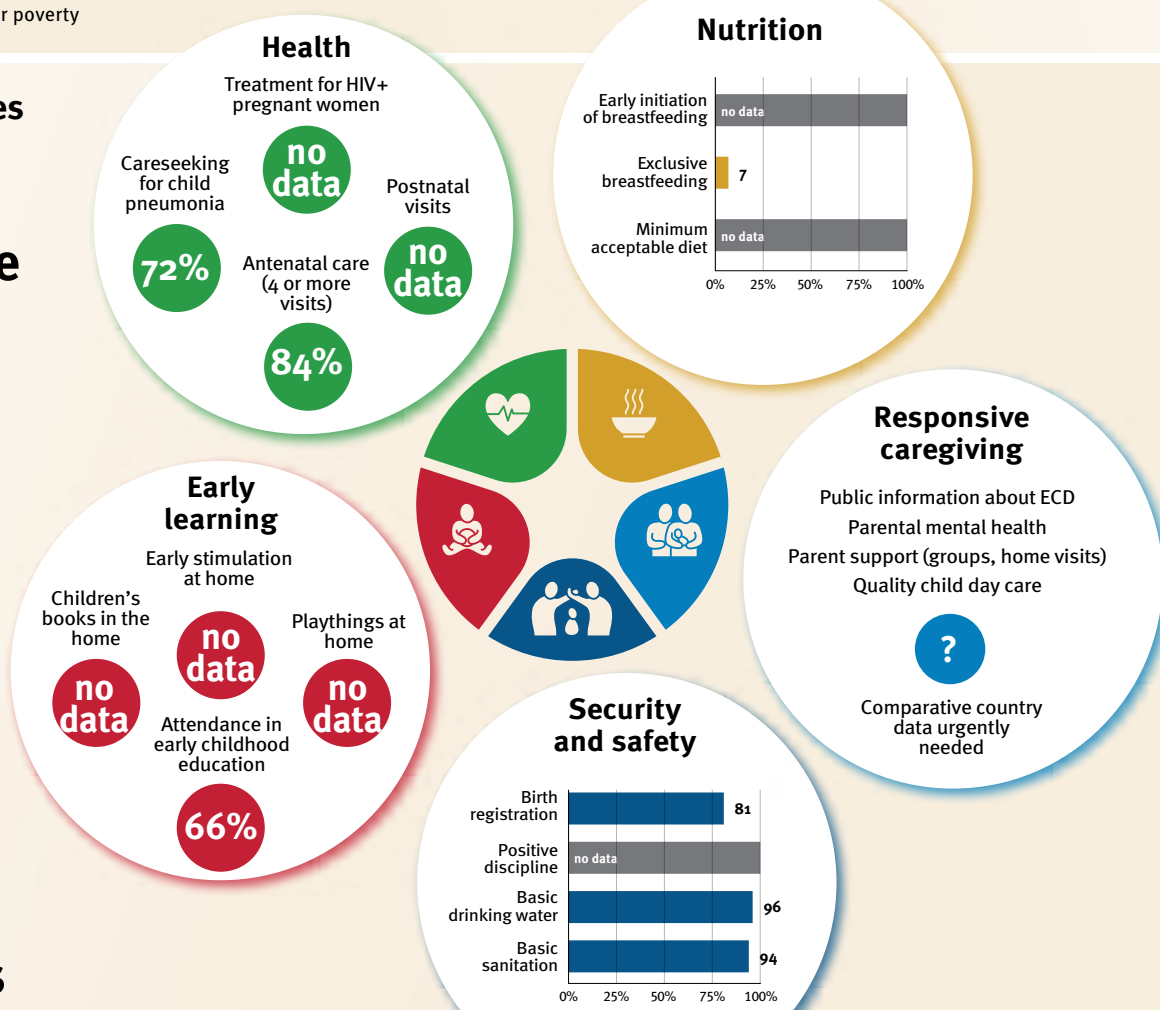 r poverty
es
e
s
Health
Treatment for HIV+
pregnant women
no
data
Careseeking
for child
pneumonia
72%
Postnatal
visits
no
data
Antenatal care
(4 or more
visits)
84%
Nutrition
Early initiation
of breastfeeding
no data
Exclusive
breastfeeding
7
Minimum
acceptable diet
no data
0% 25% 50% 75% 100%
Responsive
caregiving
Public information about ECD
Parental mental health
Parent support (groups, home visits)
Quality child day care
?
Comparative country
data urgently
needed
Early
learning
Early stimulation
at home
no
data
Children's
books in the
home
no
data
Playthings at
home
no
data
Attendance in
early childhood
education
66%
Security
and safety
Birth
registration
81
Positive
discipline
no data
Basic
drinking water
96
Basic
sanitation
94
0% 25% 50% 75% 100%